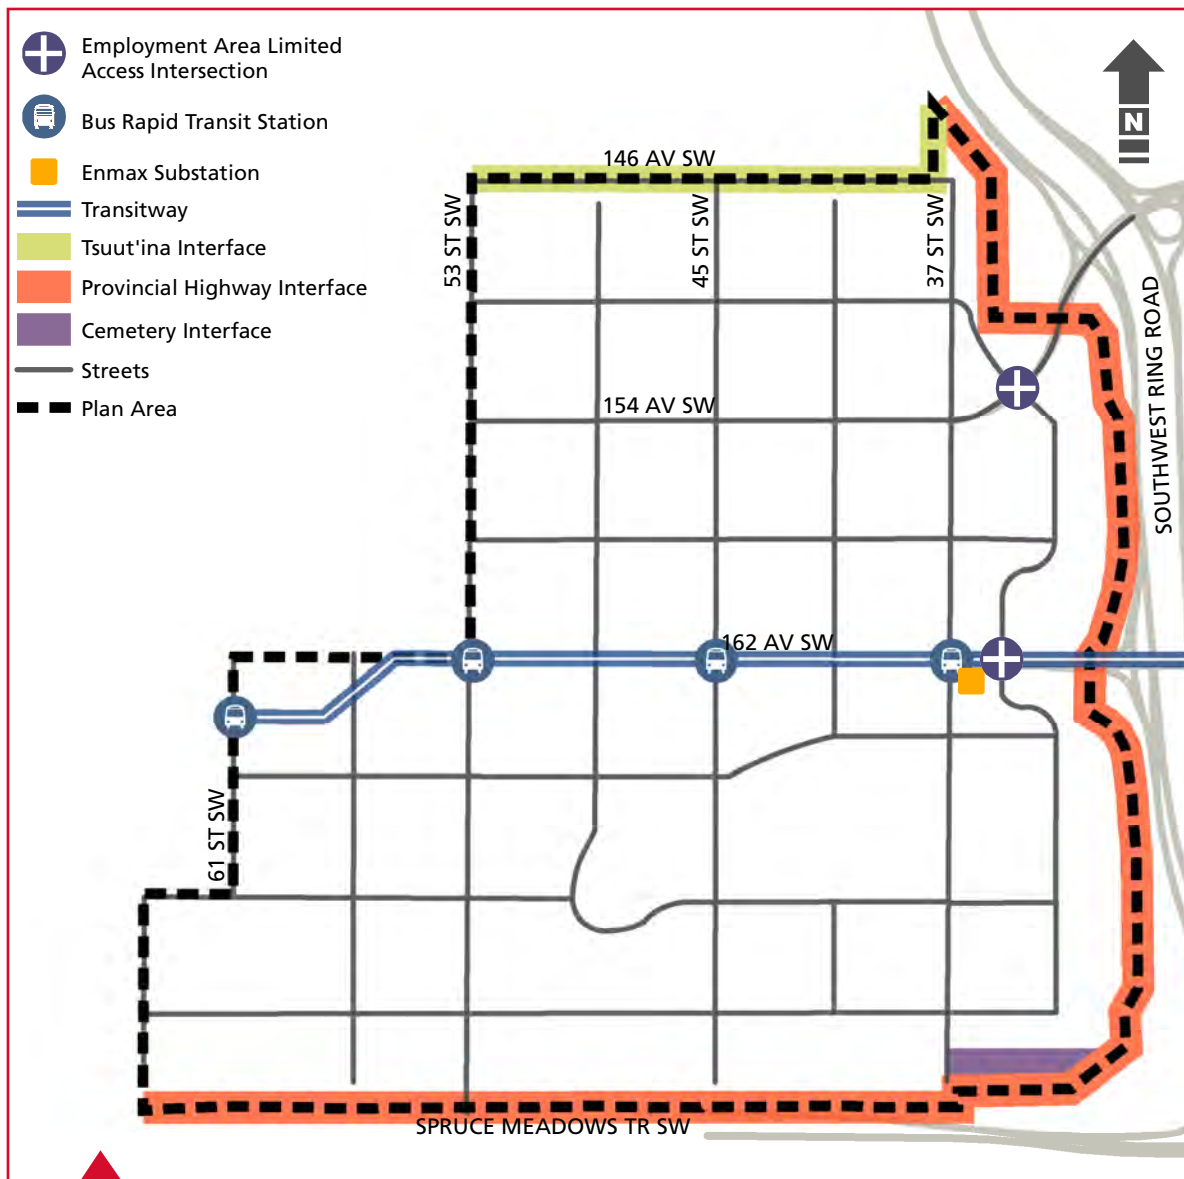 Employment Area Limited
Access Intersection
Bus Rapid Transit Station
Enmax Substation
Transitway
Tsuut'ina Interface
Provincial Highway Interface
Cemetery Interface
Streets
Plan Area
N
146 AV SW
53 ST SW
45 ST SW
37 ST SW
SOUTHWEST RING ROAD
154 AV SW
162 AV SW
61 ST SW
SPRUCE MEADOWS TR SW